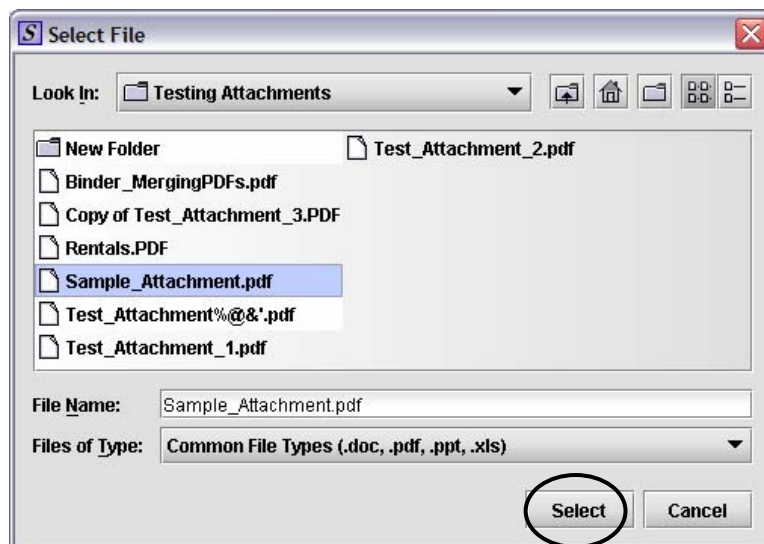 S Select File
Look In: Testing Attachments
New Folder
Test_Attachment_2.pdf
Binder_MergingPDFs.pdf
Copy of Test_Attachment_3.PDF
Rentals.PDF
Sample_Attachment.pdf
Test_Attachment%@&'.pdf
Test_Attachment_1.pdf
File Name: Sample_Attachment.pdf
Files of Type: Common File Types (.doc, .pdf, .ppt, .xls)
Select Cancel